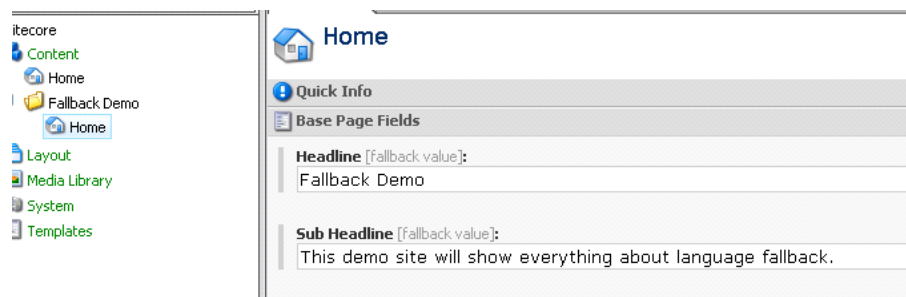 itecore
Content
Home
Fallback Demo
Home
Layout
Media Library
System
Templates
Home
Quick Info
Base Page Fields
Headline [fallback value]:
Fallback Demo
Sub Headline [fallback value]:
This demo site will show everything about language fallback.